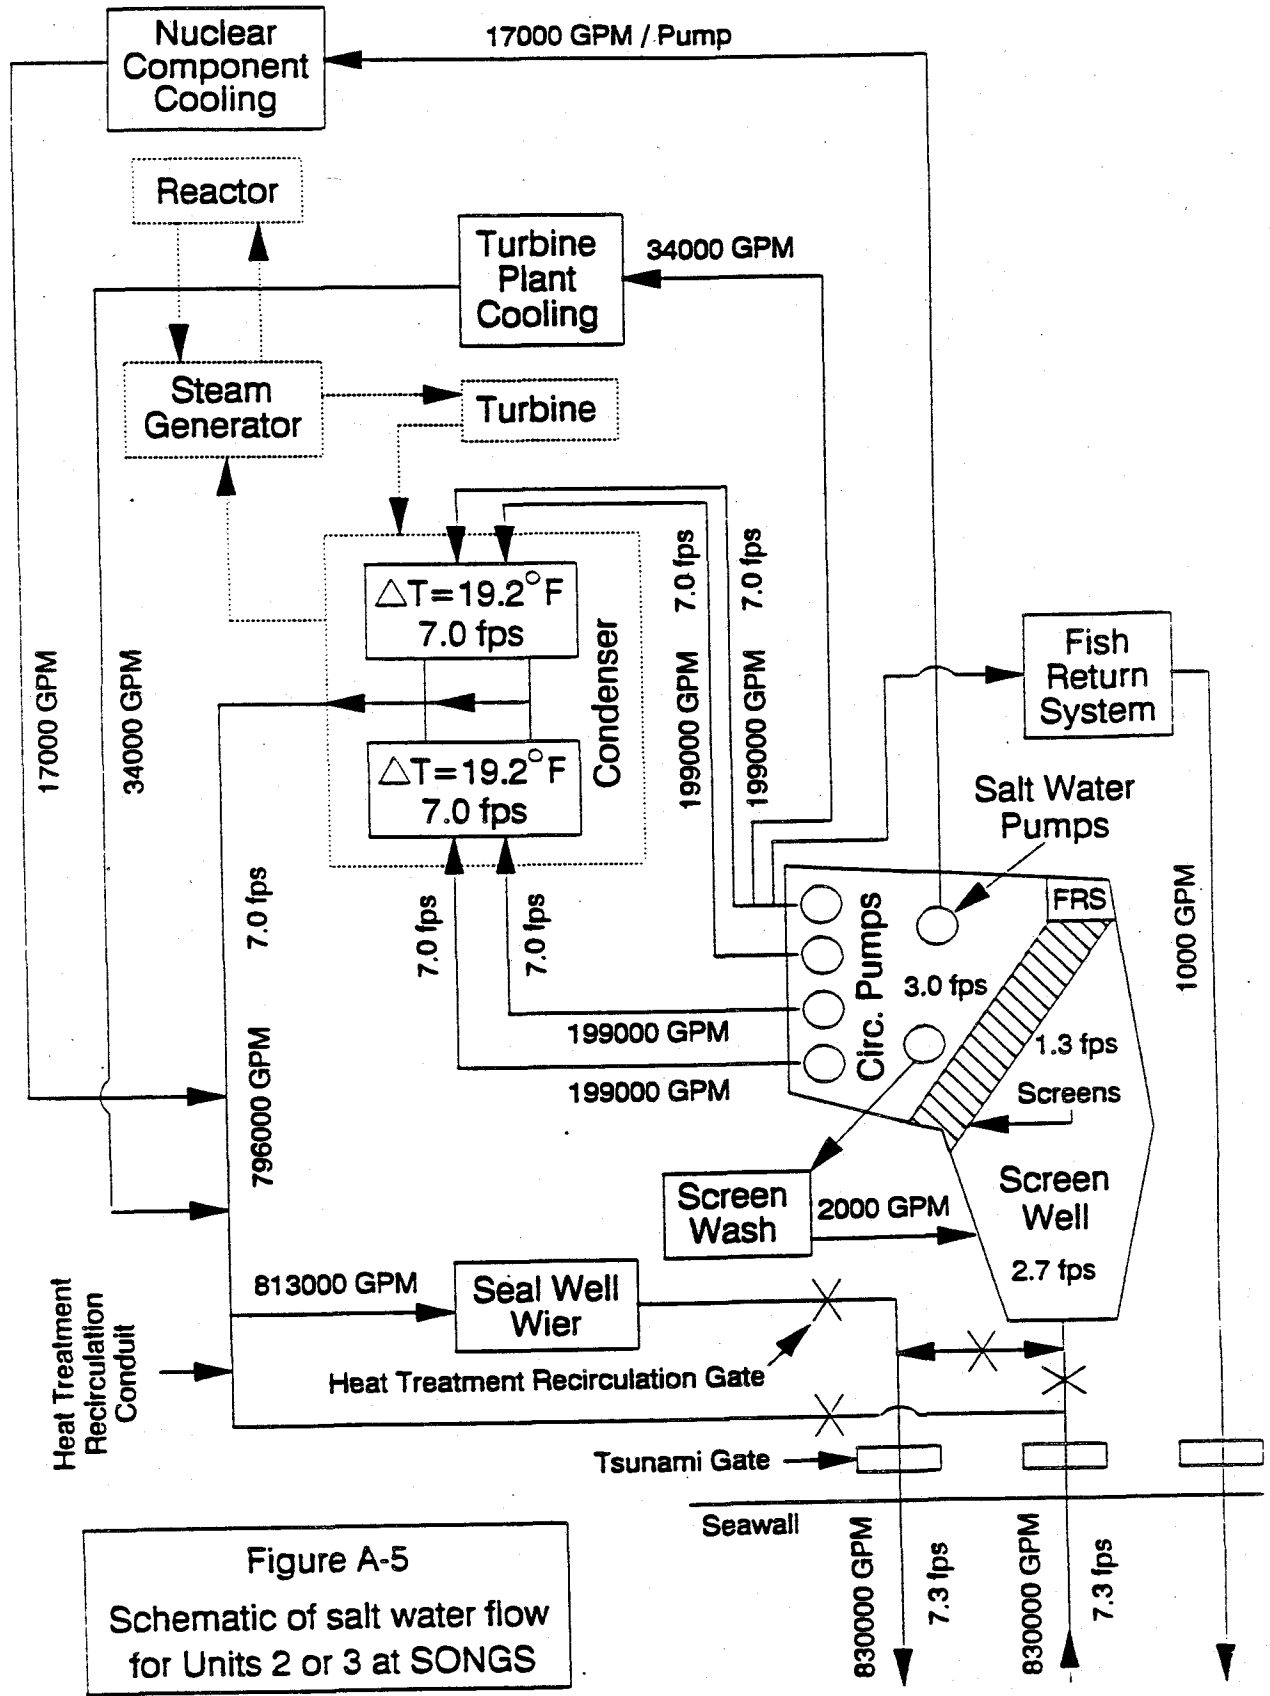 Nuclear
Component
Cooling
17000 GPM / Pump
Reactor
Turbine
Plant
Cooling
34000 GPM
Steam
Generator
Turbine
△T=19.2°F
7.0 fps
△T=19.2°F
7.0 fps
Condenser
7.0 fps
7.0 fps
199000 GPM
199000 GPM
Fish
Return
System
17000 GPM
34000 GPM
Salt Water
Pumps
7.0 fps
7.0 fps
7.0 fps
FRS
Circ. Pumps
3.0 fps
1000 GPM
199000 GPM
199000 GPM
1.3 fps
Screens
796000 GPM
Screen
Wash
2000 GPM
Screen
Well
2.7 fps
813000 GPM
Seal Well
Wier
Heat Treatment
Recirculation
Conduit
Heat Treatment Recirculation Gate
Tsunami Gate
Seawall
830000 GPM
7.3 fps
830000 GPM
7.3 fps
Figure A-5
Schematic of salt water flow
for Units 2 or 3 at SONGS